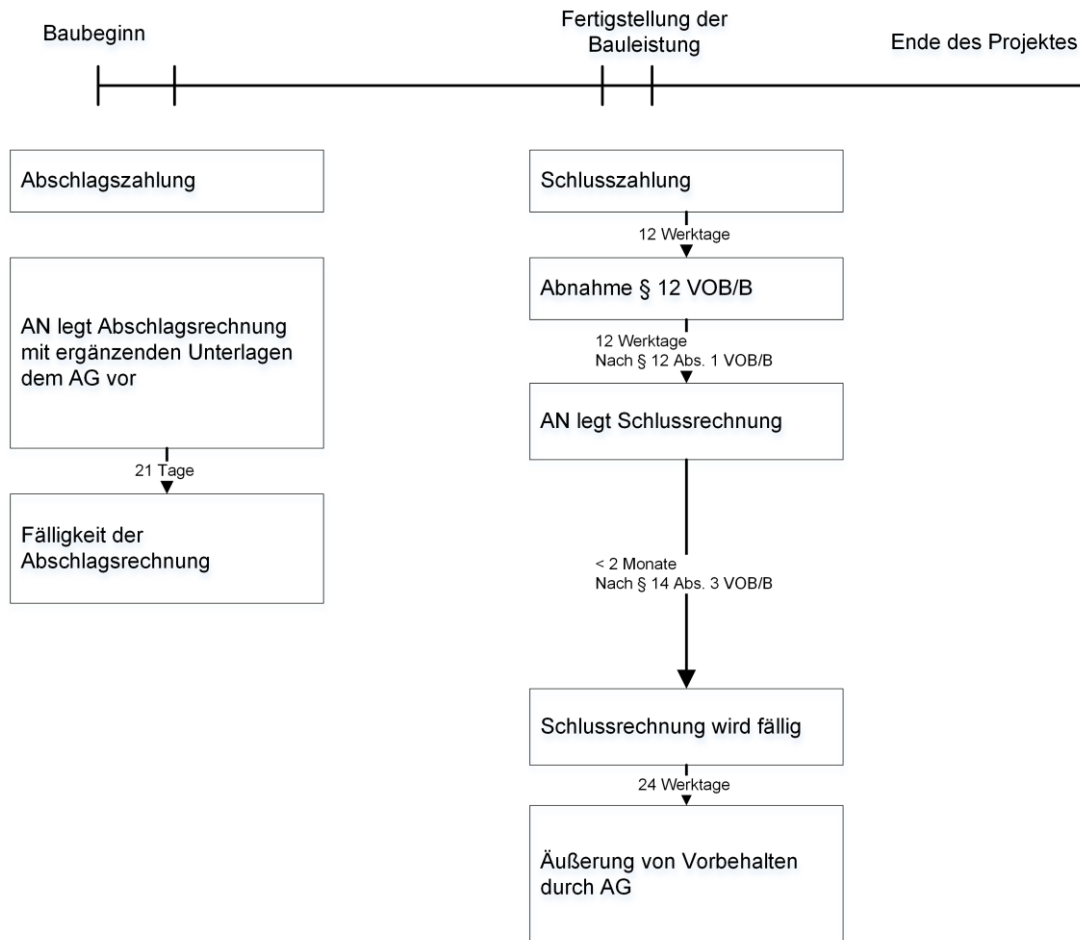 Baubeginn
Fertigstellung der
Bauleistung
Ende des Projektes
Abschlagszahlung
AN legt Abschlagsrechnung
mit ergänzenden Unterlagen
dem AG vor
21 Tage
Fälligkeit der
Abschlagsrechnung
Schlusszahlung
12 Werktage
Abnahme § 12 VOB/B
12 Werktage
Nach § 12 Abs. 1 VOB/B
AN legt Schlussrechnung
< 2 Monate
Nach § 14 Abs. 3 VOB/B
Schlussrechnung wird fällig
24 Werktage
Äußerung von Vorbehalten
durch AG